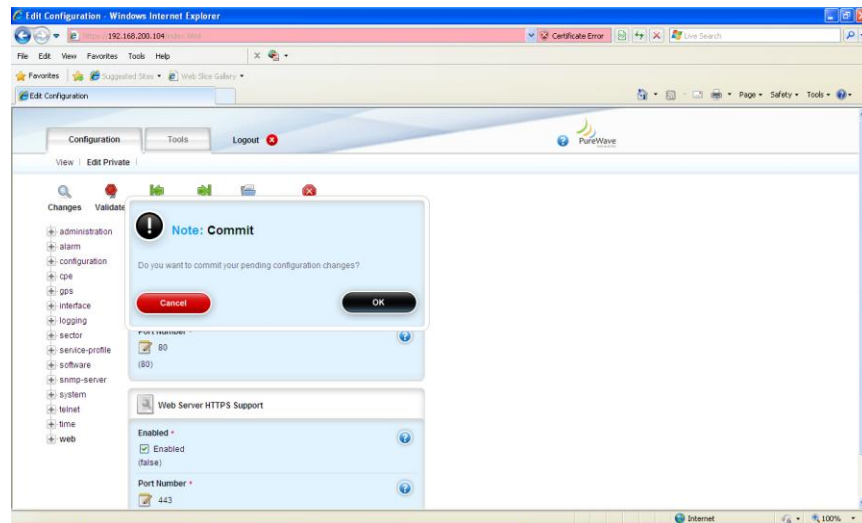 Edit Configuration - Windows Internet Explorer
https://192.168.200.104/index.html
Certificate Error
Live Search
File Edit View Favorites Tools Help
Favorites Suggested Sites Web Slice Gallery
Edit Configuration
Page Safety Tools
Configuration Tools Logout
PureWave
View Edit Private
Changes Validate
administration
alarm
configuration
cpe
gps
interface
logging
sector
service-profile
software
snmp-server
system
telnet
time
web
Note: Commit
Do you want to commit your pending configuration changes?
Cancel OK
Port Number *
80
(80)
Web Server HTTPS Support
Enabled *
Enabled
(false)
Port Number *
443
Internet 100%